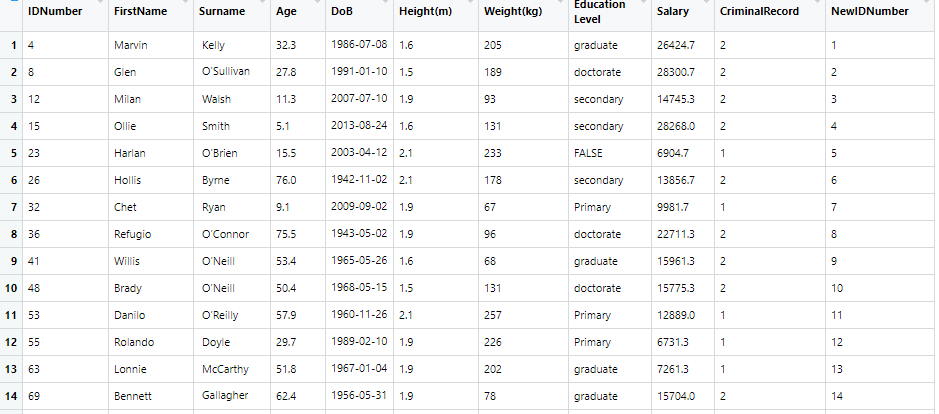 IDNumber FirstName Surname Age DoB Height(m) Weight(kg) Education Level Salary CriminalRecord NewIDNumber
1 4 Marvin Kelly 32.3 1986-07-08 1.6 205 graduate 26424.7 2 1
2 8 Glen O'Sullivan 27.8 1991-01-10 1.5 189 doctorate 28300.7 2 2
3 12 Milan Walsh 11.3 2007-07-10 1.9 93 secondary 14745.3 2 3
4 15 Ollie Smith 5.1 2013-08-24 1.6 131 secondary 28268.0 2 4
5 23 Harlan O'Brien 15.5 2003-04-12 2.1 233 FALSE 6904.7 1 5
6 26 Hollis Byrne 76.0 1942-11-02 2.1 178 secondary 13856.7 2 6
7 32 Chet Ryan 9.1 2009-09-02 1.9 67 Primary 9981.7 1 7
8 36 Refugio O'Connor 75.5 1943-05-02 1.9 96 doctorate 22711.3 2 8
9 41 Willis O'Neill 53.4 1965-05-26 1.6 68 graduate 15961.3 2 9
10 48 Brady O'Neill 50.4 1968-05-15 1.5 131 doctorate 15775.3 2 10
11 53 Danilo O'Reilly 57.9 1960-11-26 2.1 257 Primary 12889.0 1 11
12 55 Rolando Doyle 29.7 1989-02-10 1.9 226 Primary 6731.3 1 12
13 63 Lonnie McCarthy 51.8 1967-01-04 1.9 202 graduate 7261.3 1 13
14 69 Bennett Gallagher 62.4 1956-05-31 1.9 78 graduate 15704.0 2 14